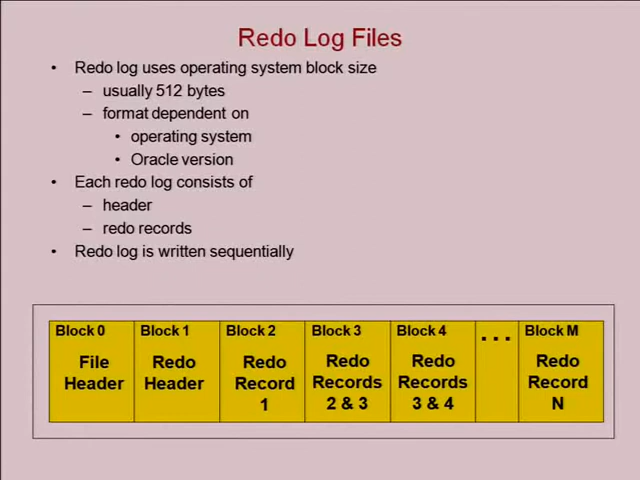 Redo Log Files
• Redo log uses operating system block size
– usually 512 bytes
– format dependent on
• operating system
• Oracle version
• Each redo log consists of
– header
– redo records
• Redo log is written sequentially
Block 0
File
Header
Block 1
Redo
Header
Block 2
Redo
Record
1
Block 3
Redo
Records
2 & 3
Block 4
Redo
Records
3 & 4
...
Block M
Redo
Record
N